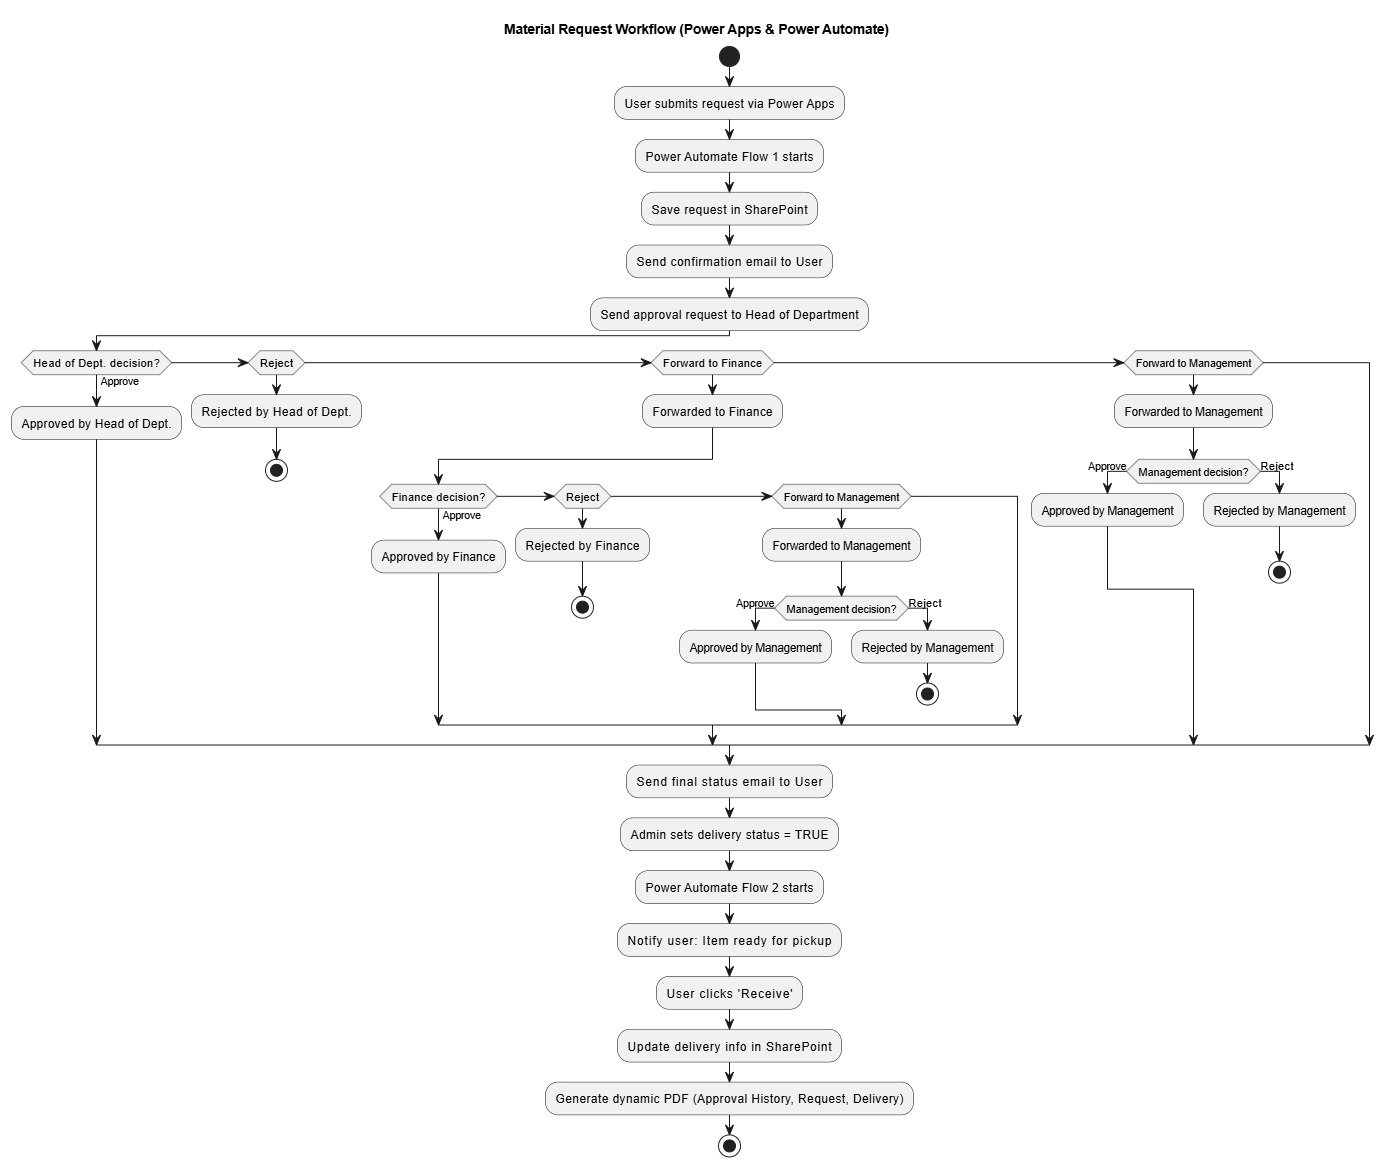 Material Request Workflow (Power Apps & Power Automate)
User submits request via Power Apps
Power Automate Flow 1 starts
Save request in SharePoint
Send confirmation email to User
Send approval request to Head of Department
Head of Dept. decision?
Approve
Approved by Head of Dept.
Reject
Rejected by Head of Dept.
Forward to Finance
Forwarded to Finance
Finance decision?
Approve
Approved by Finance
Reject
Rejected by Finance
Forward to Management
Forwarded to Management
Management decision?
Approve
Approved by Management
Reject
Rejected by Management
Forward to Management
Forwarded to Management
Management decision?
Approve
Approved by Management
Reject
Rejected by Management
Send final status email to User
Admin sets delivery status = TRUE
Power Automate Flow 2 starts
Notify user: Item ready for pickup
User clicks 'Receive'
Update delivery info in SharePoint
Generate dynamic PDF (Approval History, Request, Delivery)